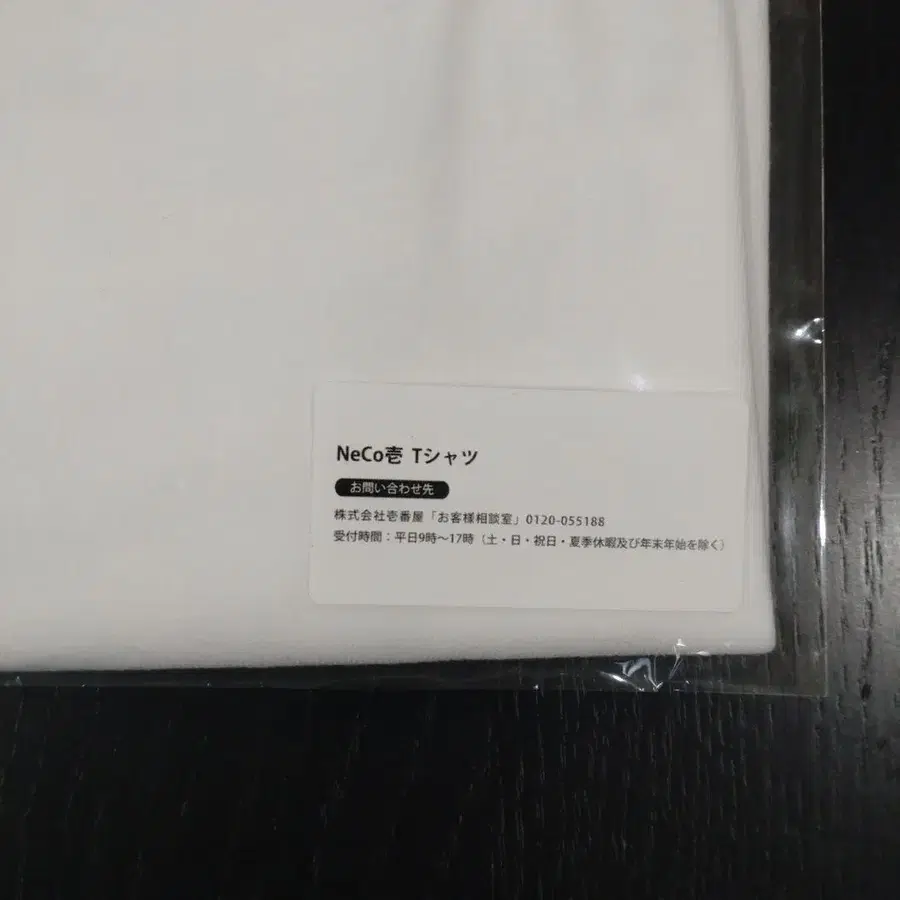 NeCo壱 Tシャツ
お問い合わせ先
株式会社壱番屋「お客様相談室」0120-055188
受付時間：平日9時～17時（土・日・祝日・夏季休暇及び年末年始を除く）